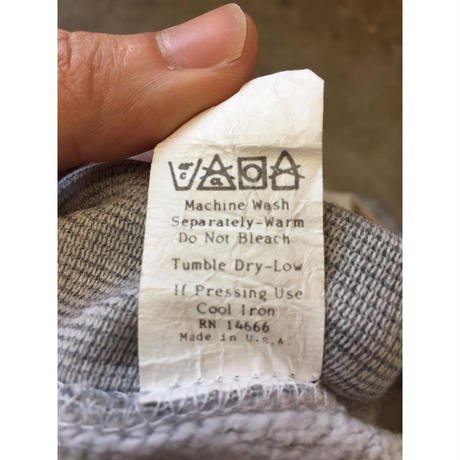 Machine Wash
Separately-Warm
Do Not Bleach
Tumble Dry-Low
If Pressing Use
Cool Iron
RN 14666
Made in U.S.A